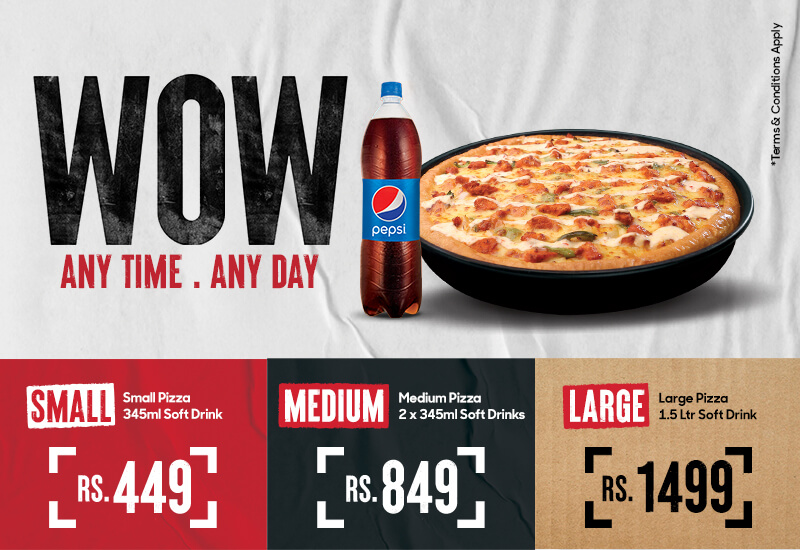 *Terms & Conditions Apply
WOW
ANY TIME . ANY DAY
pepsi
SMALL
Small Pizza
345ml Soft Drink
RS.449
MEDIUM
Medium Pizza
2 x 345ml Soft Drinks
RS.849
LARGE
Large Pizza
1.5 Ltr Soft Drink
RS.1499